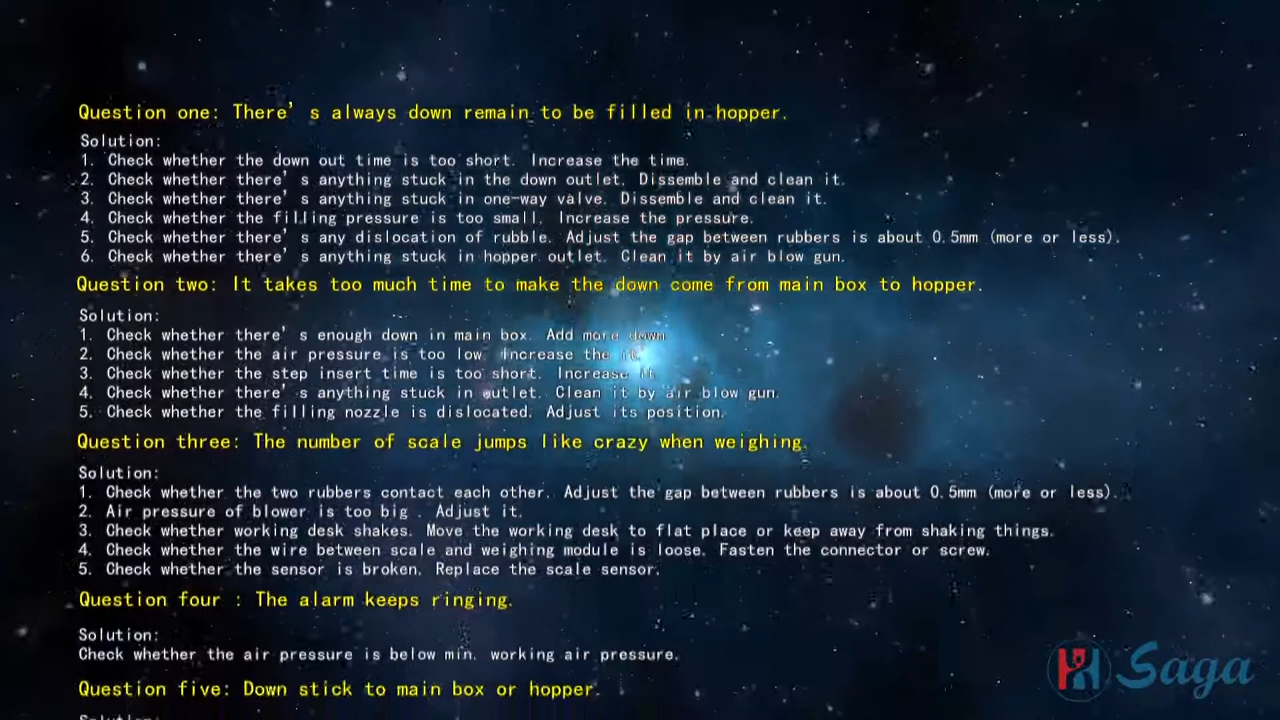 Question one: There's always down remain to be filled in hopper.
Solution:
1. Check whether the down out time is too short. Increase the time.
2. Check whether there's anything stuck in the down outlet. Dissemble and clean it.
3. Check whether there's anything stuck in one-way valve. Dissemble and clean it.
4. Check whether the filling pressure is too small. Increase the pressure.
5. Check whether there's any dislocation of rubble. Adjust the gap between rubbers is about 0.5mm (more or less).
6. Check whether there's anything stuck in hopper outlet. Clean it by air blow gun.
Question two: It takes too much time to make the down come from main box to hopper.
Solution:
1. Check whether there's enough down in main box. Add more down
2. Check whether the air pressure is too low. Increase the it.
3. Check whether the step insert time is too short. Increase it.
4. Check whether there's anything stuck in outlet. Clean it by air blow gun.
5. Check whether the filling nozzle is dislocated. Adjust its position.
Question three: The number of scale jumps like crazy when weighing.
Solution:
1. Check whether the two rubbers contact each other. Adjust the gap between rubbers is about 0.5mm (more or less).
2. Air pressure of blower is too big . Adjust it.
3. Check whether working desk shakes. Move the working desk to flat place or keep away from shaking things.
4. Check whether the wire between scale and weighing module is loose. Fasten the connector or screw.
5. Check whether the sensor is broken. Replace the scale sensor.
Question four : The alarm keeps ringing.
Solution:
Check whether the air pressure is below min. working air pressure.
Question five: Down stick to main box or hopper.
Solution:
Saga